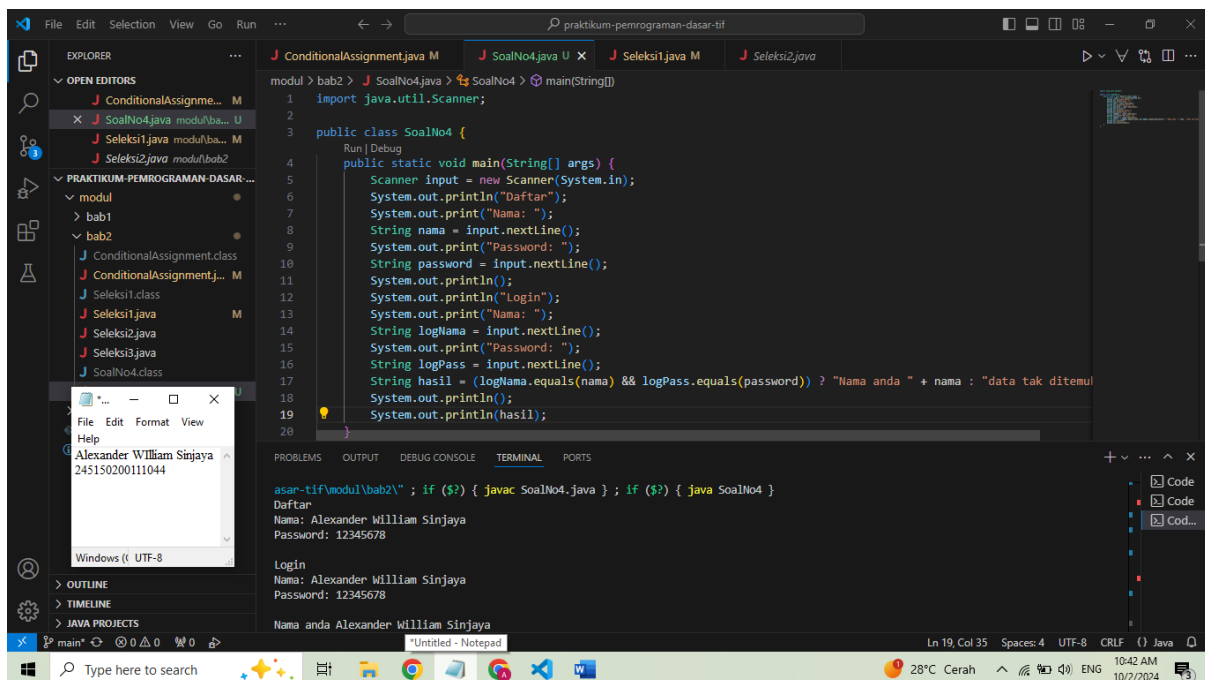 File Edit Selection View Go Run ...
praktikum-pemrograman-dasar-tif
EXPLORER
OPEN EDITORS
J ConditionalAssignme... M
J SoalNo4.java modul\ba... U
J Seleksi1.java modul\ba... M
J Seleksi2.java modul\bab2
PRAKTIKUM-PEMROGRAMAN-DASAR-...
modul
bab1
bab2
J ConditionalAssignment.class
J ConditionalAssignment.j... M
J Seleksi1.class
J Seleksi1.java M
J Seleksi2.java
J Seleksi3.java
J SoalNo4.class
U
OUTLINE
TIMELINE
JAVA PROJECTS
J ConditionalAssignment.java M J SoalNo4.java U J Seleksi1.java M J Seleksi2.java
modul > bab2 > J SoalNo4.java > SoalNo4 > main(String[])
1 import java.util.Scanner;
2
3 public class SoalNo4 {
Run | Debug
4 public static void main(String[] args) {
5 Scanner input = new Scanner(System.in);
6 System.out.println("Daftar");
7 System.out.print("Nama: ");
8 String nama = input.nextLine();
9 System.out.print("Password: ");
10 String password = input.nextLine();
11 System.out.println();
12 System.out.println("Login");
13 System.out.print("Nama: ");
14 String logNama = input.nextLine();
15 System.out.print("Password: ");
16 String logPass = input.nextLine();
17 String hasil = (logNama.equals(nama) && logPass.equals(password)) ? "Nama anda " + nama : "data tak ditemu
18 System.out.println();
19 System.out.println(hasil);
20 }
PROBLEMS OUTPUT DEBUG CONSOLE TERMINAL PORTS
asar-tif\modul\bab2\" ; if ($?) { javac SoalNo4.java } ; if ($?) { java SoalNo4 }
Daftar
Nama: Alexander William Sinjaya
Password: 12345678
Login
Nama: Alexander William Sinjaya
Password: 12345678
Nama anda Alexander William Sinjaya
Code
Code
Cod...
*...
File Edit Format View
Help
Alexander WIlliam Sinjaya
245150200111044
Windows (C UTF-8
*Untitled - Notepad
3
main* 0 0 0 Ln 19, Col 35 Spaces: 4 UTF-8 CRLF {} Java
Type here to search
28°C Cerah ENG
10:42 AM
10/2/2024
3